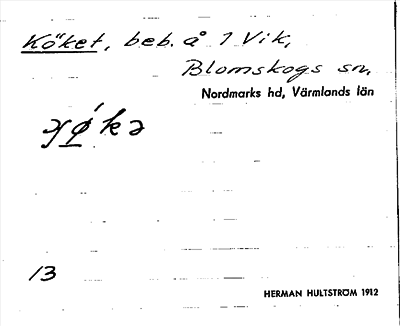 Köket, beb. å 1 Vik,
Blomskogs sn,
Nordmarks hd, Värmlands län
13
HERMAN HULTSTRÖM 1912